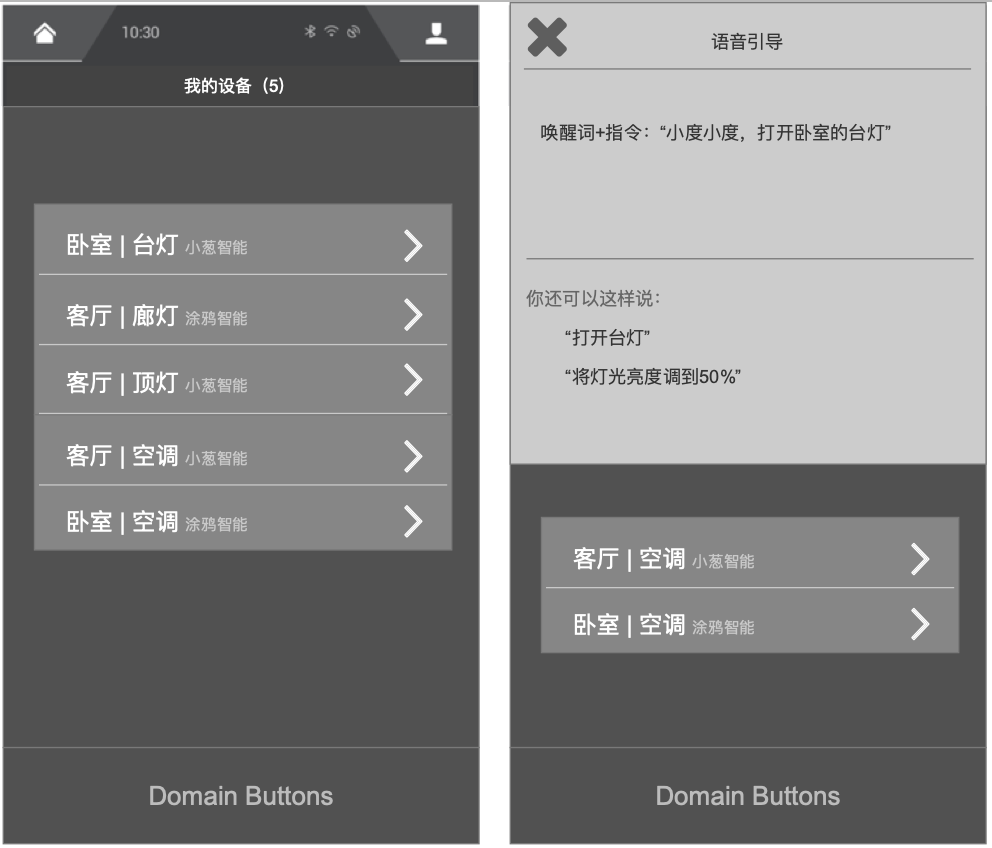 10:30
我的设备（5）
卧室 | 台灯 小葱智能
客厅 | 廊灯 涂鸦智能
客厅 | 顶灯 小葱智能
客厅 | 空调 小葱智能
卧室 | 空调 涂鸦智能
Domain Buttons
语音引导
唤醒词+指令：“小度小度，打开卧室的台灯”
你还可以这样说：
“打开台灯”
“将灯光亮度调到50%”
客厅 | 空调 小葱智能
卧室 | 空调 涂鸦智能
Domain Buttons